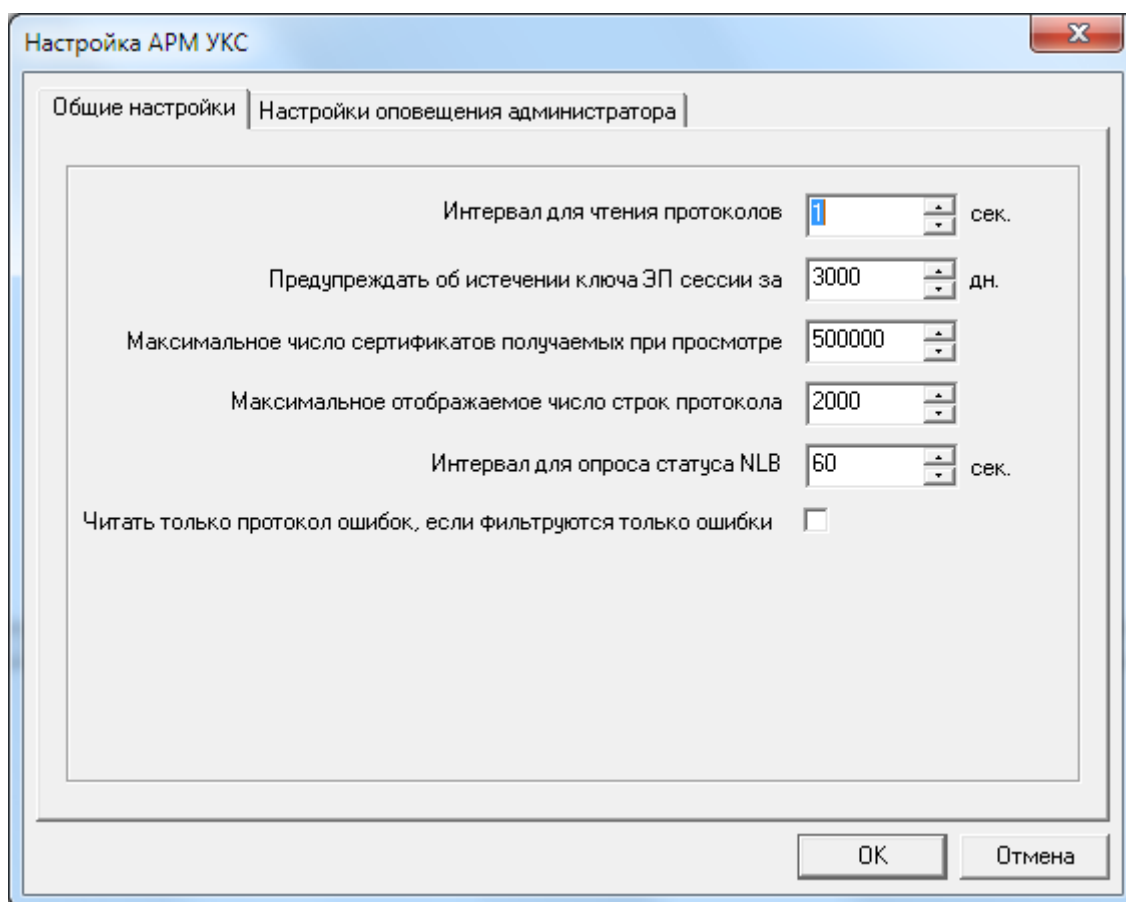 Настройка АРМ УКС
Общие настройки Настройки оповещения администратора
Интервал для чтения протоколов 1 сек.
Предупреждать об истечении ключа ЭП сессии за 3000 дн.
Максимальное число сертификатов получаемых при просмотре 500000
Максимальное отображаемое число строк протокола 2000
Интервал для опроса статуса NLB 60 сек.
Читать только протокол ошибок, если фильтруются только ошибки
OK Отмена